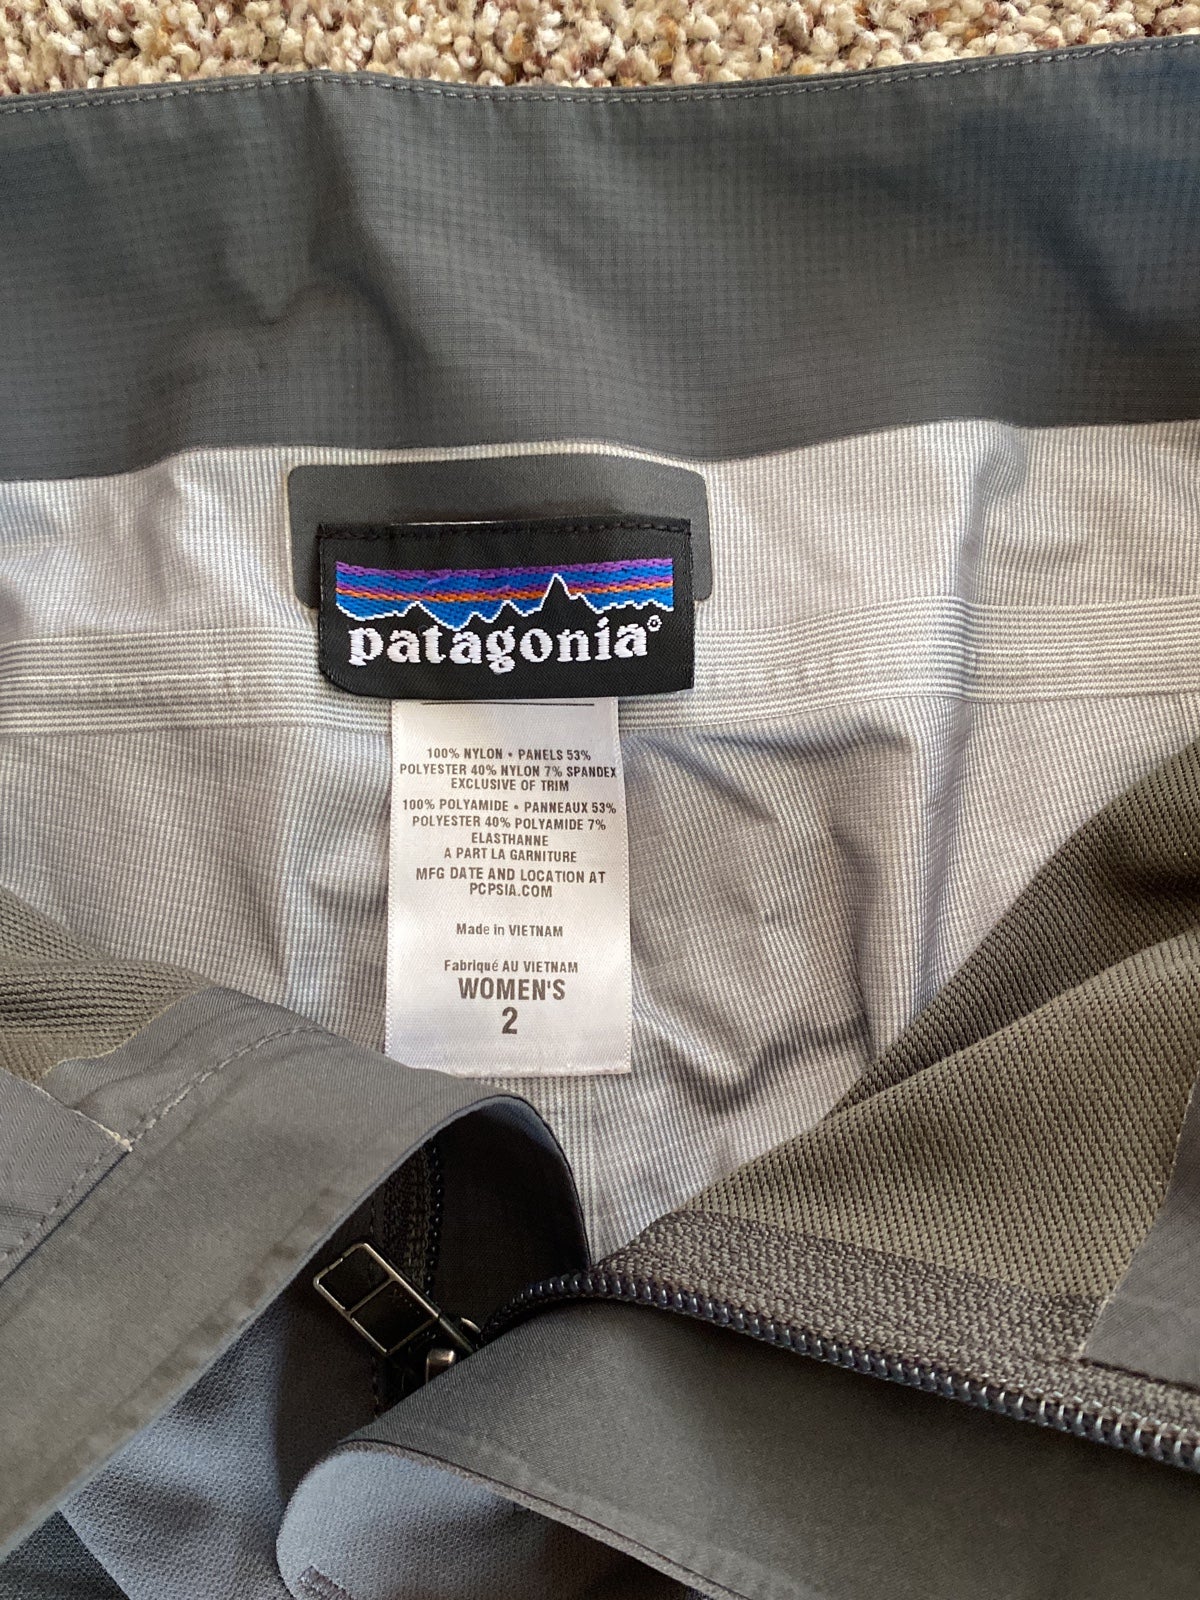 patagonia®
100% NYLON • PANELS 53%
POLYESTER 40% NYLON 7% SPANDEX
EXCLUSIVE OF TRIM
100% POLYAMIDE • PANNEAUX 53%
POLYESTER 40% POLYAMIDE 7%
ELASTHANNE
A PART LA GARNITURE
MFG DATE AND LOCATION AT
PCPSIA.COM
Made in VIETNAM
Fabriqué AU VIETNAM
WOMEN'S
2